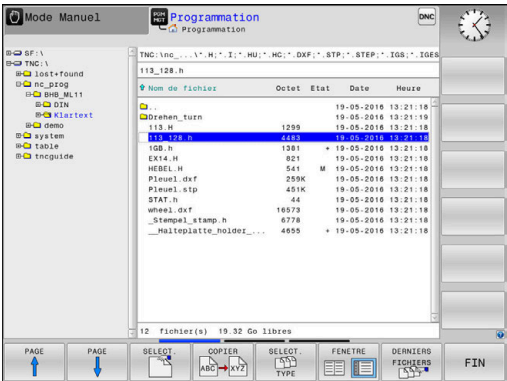 Mode Manuel
PGM MGT
Programmation
Programmation
DNC
SF:\
TNC:\
lost+found
nc_prog
BHB_ML11
DIN
Klartext
demo
system
table
tncguide
TNC:\nc_...\*.H;*.I;*.HU;*.HC;*.DXF;*.STP;*.STEP;*.IGS;*.IGES
113_128.h
Nom de fichier Octet Etat Date Heure
.. 19-05-2016 13:21:18
Drehen_turn 19-05-2016 13:21:19
113.H 1299 19-05-2016 13:21:18
113_128.h 4483 19-05-2016 13:21:18
1GB.h 1381 + 19-05-2016 13:21:18
EX14.H 821 19-05-2016 13:21:18
HEBEL.H 541 M 19-05-2016 13:21:18
Pleuel.dxf 259K 19-05-2016 13:21:18
Pleuel.stp 451K 19-05-2016 13:21:18
STAT.h 44 19-05-2016 13:21:18
wheel.dxf 16573 19-05-2016 13:21:18
_Stempel_stamp.h 6778 19-05-2016 13:21:18
__Halteplatte_holder_... 4655 + 19-05-2016 13:21:18
12 fichier(s) 19.32 Go libres
PAGE
PAGE
SELECT.
COPIER
ABC XYZ
SELECT.
TYPE
FENETRE
DERNIERS
FICHIERS
FIN